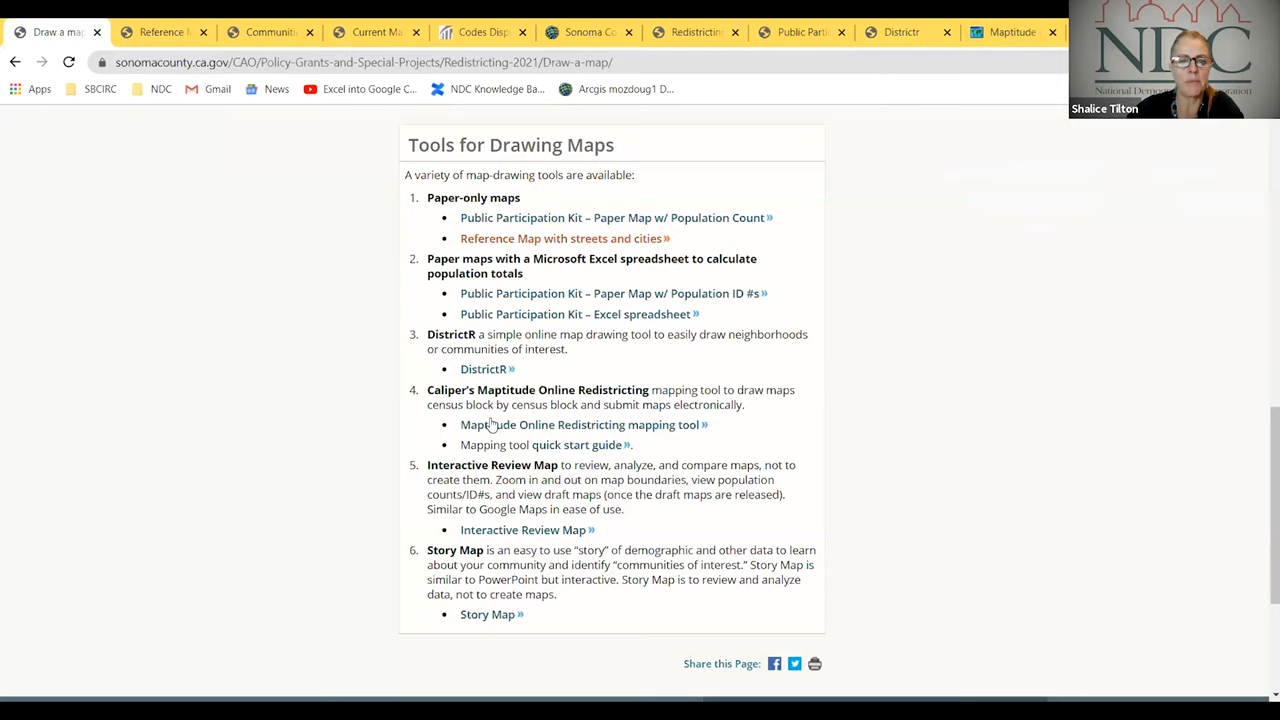 Draw a ma
Reference M
Communiti
Current Ma
Codes Disp
Sonoma Co
Redistricting
Public Parti
Districtr
Maptitude
sonomacounty.ca.gov/CAO/Policy-Grants-and-Special-Projects/Redistricting-2021/Draw-a-map/
Apps
SBCIRC
NDC
Gmail
News
Excel into Google C...
NDC Knowledge Ba...
Arcgis mozdoug1 D...
NDC
Shalice Tilton
Tools for Drawing Maps
A variety of map-drawing tools are available:
1. Paper-only maps
• Public Participation Kit – Paper Map w/ Population Count»
• Reference Map with streets and cities»
2. Paper maps with a Microsoft Excel spreadsheet to calculate
population totals
• Public Participation Kit – Paper Map w/ Population ID #s»
• Public Participation Kit – Excel spreadsheet»
3. DistrictR a simple online map drawing tool to easily draw neighborhoods
or communities of interest.
• DistrictR»
4. Caliper's Maptitude Online Redistricting mapping tool to draw maps
census block by census block and submit maps electronically.
• Maptitude Online Redistricting mapping tool»
• Mapping tool quick start guide».
5. Interactive Review Map to review, analyze, and compare maps, not to
create them. Zoom in and out on map boundaries, view population
counts/ID#s, and view draft maps (once the draft maps are released).
Similar to Google Maps in ease of use.
• Interactive Review Map»
6. Story Map is an easy to use “story” of demographic and other data to learn
about your community and identify “communities of interest.” Story Map is
similar to PowerPoint but interactive. Story Map is to review and analyze
data, not to create maps.
• Story Map»
Share this Page: